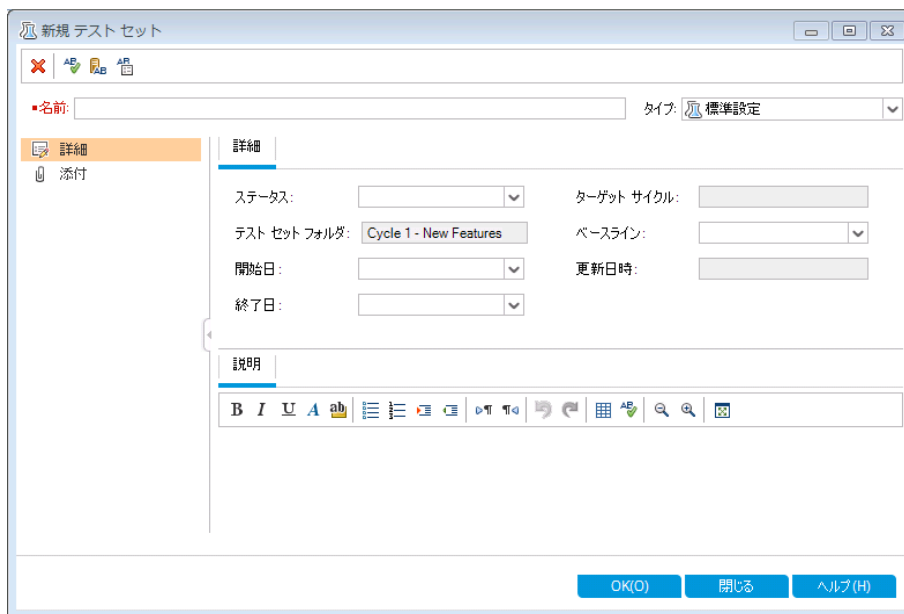 新規 テスト セット
名前:
タイプ: 標準設定
詳細
添付
詳細
ステータス:
ターゲット サイクル:
テスト セット フォルダ: Cycle 1 - New Features
ベースライン:
開始日:
更新日時:
終了日:
説明
B I U A ab
OK(O) 閉じる ヘルプ(H)